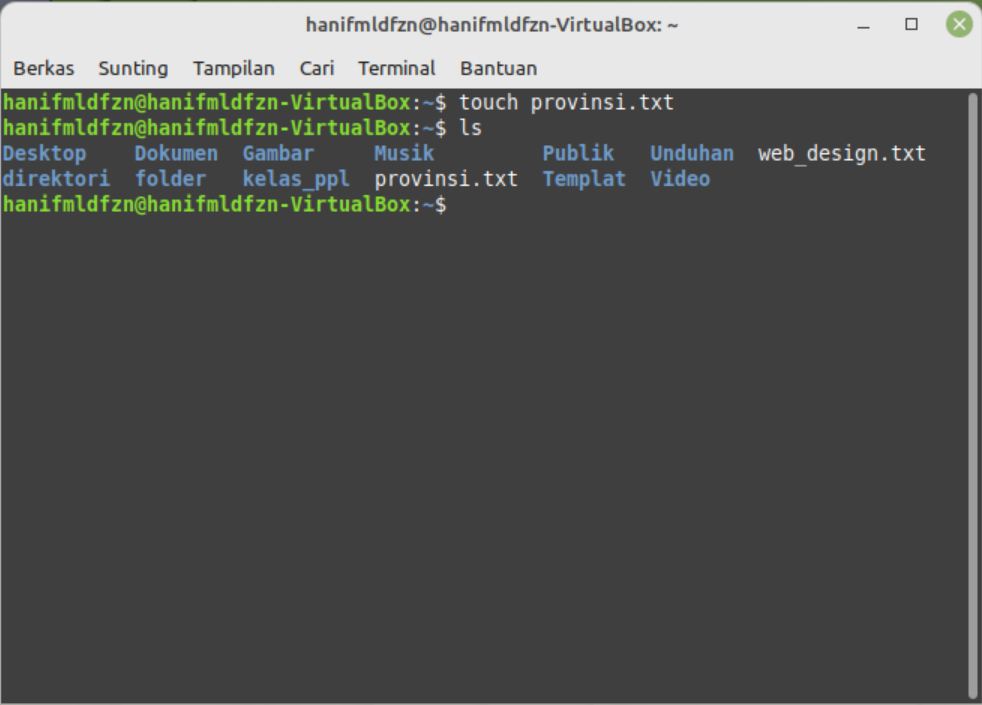 hanifmldfzn@hanifmldfzn-VirtualBox: ~
Berkas Sunting Tampilan Cari Terminal Bantuan
hanifmldfzn@hanifmldfzn-VirtualBox:~$ touch provinsi.txt
hanifmldfzn@hanifmldfzn-VirtualBox:~$ ls
Desktop Dokumen Gambar Musik Publik Unduhan web_design.txt
direktori folder kelas_ppl provinsi.txt Templat Video
hanifmldfzn@hanifmldfzn-VirtualBox:~$